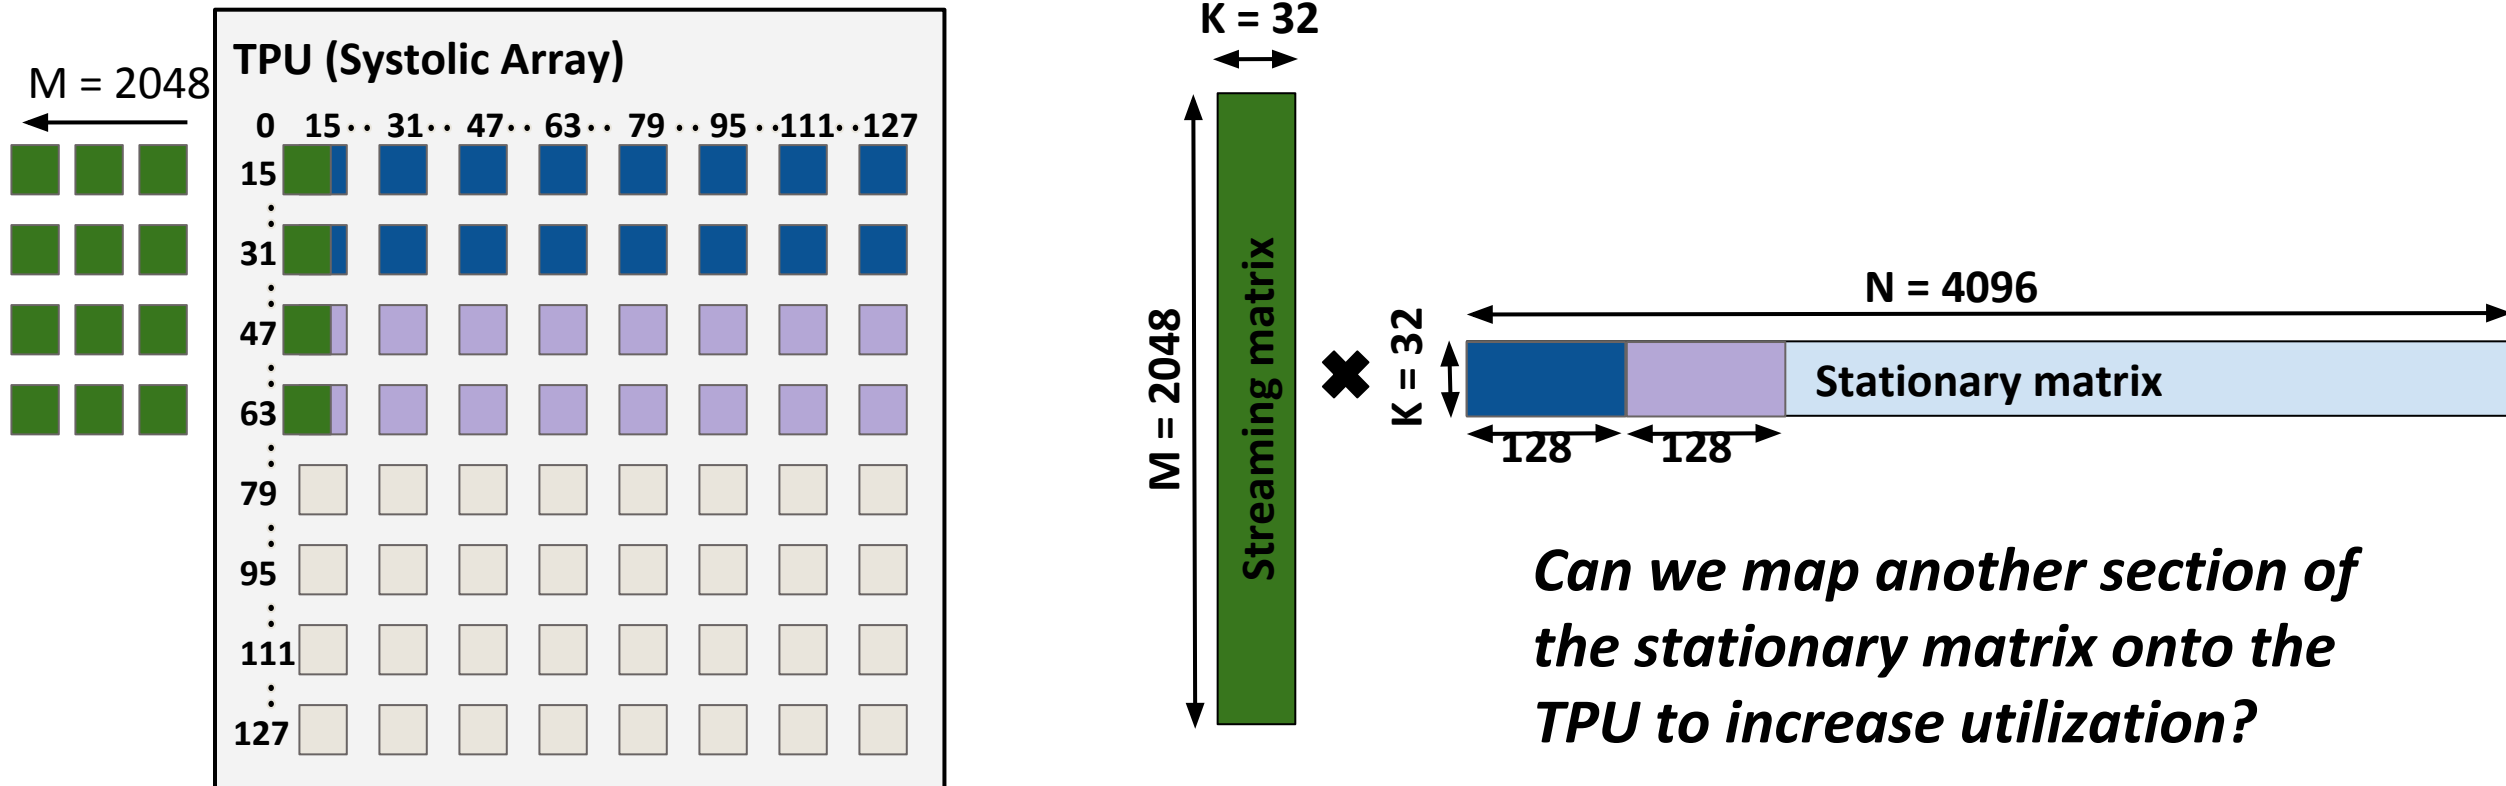 TPU (Systolic Array)
M = 2048
0 15 ·· 31 ·· 47 ·· 63 ·· 79 ·· 95 ·· 111 ·· 127
15
31
47
63
79
95
111
127
K = 32
M = 2048
Streaming matrix
K = 32
N = 4096
Stationary matrix
128 128
Can we map another section of
the stationary matrix onto the
TPU to increase utilization?